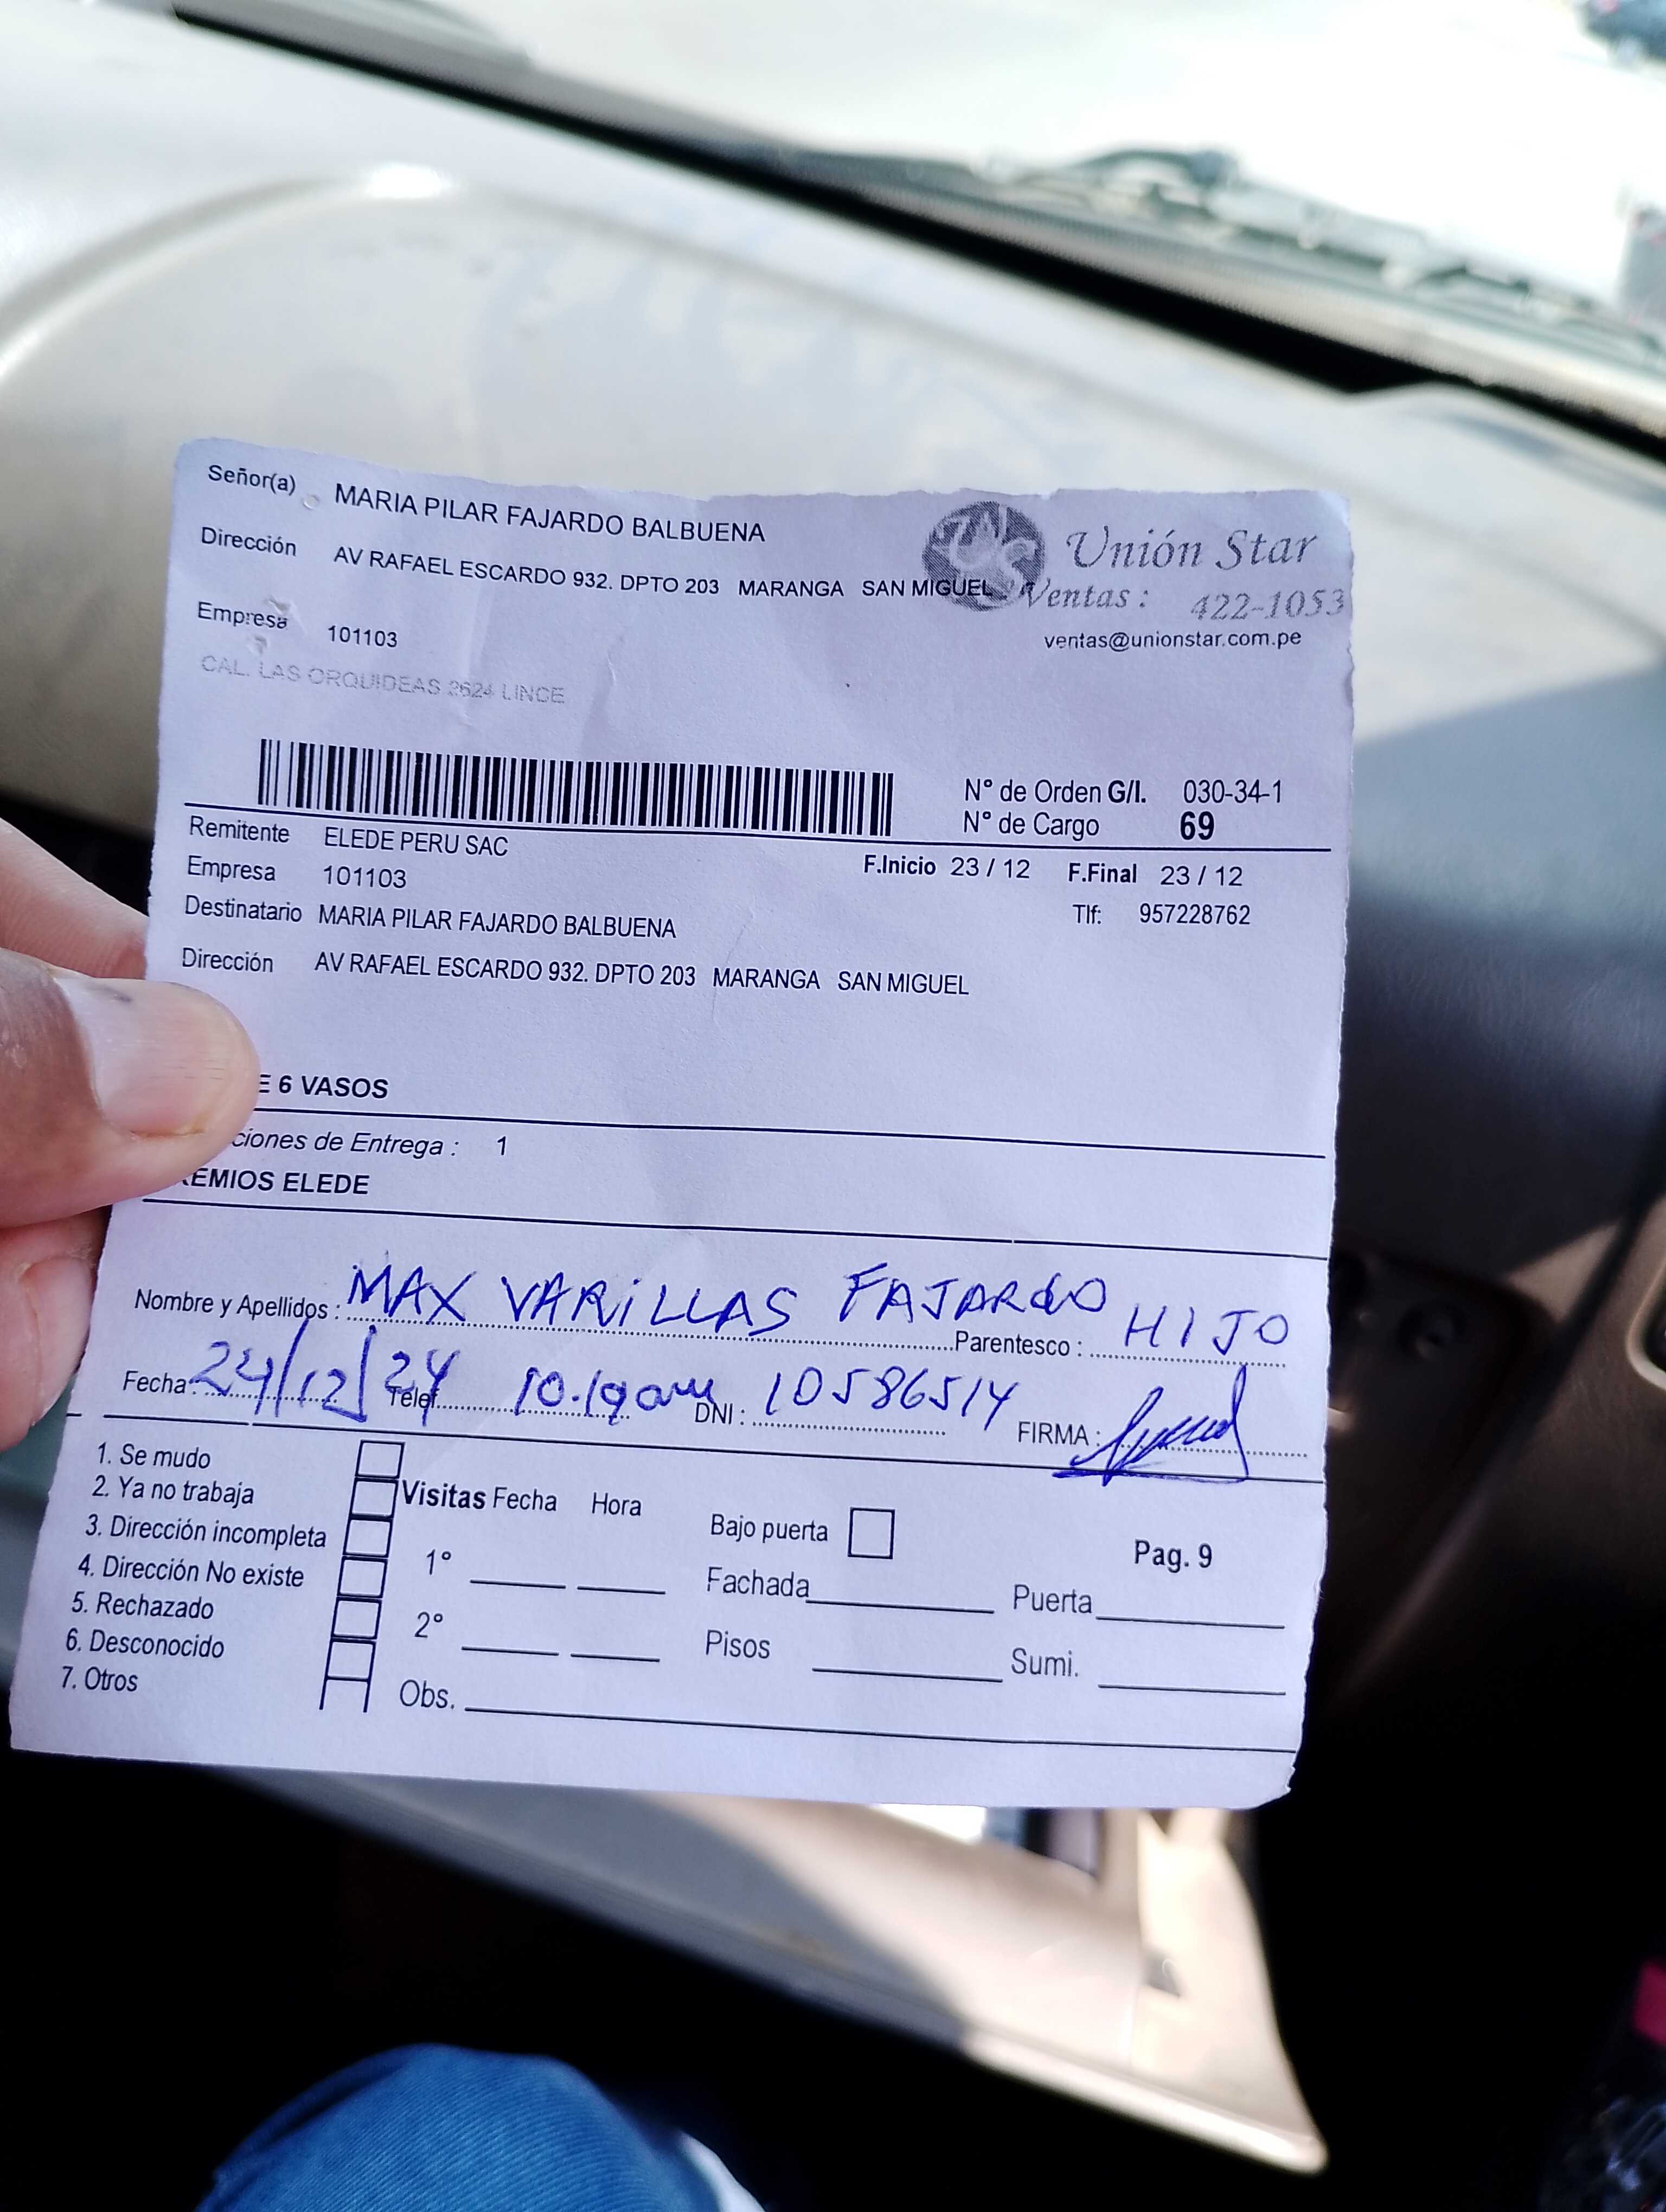 Señor(a) MARIA PILAR FAJARDO BALBUENA
Unión Star
Dirección AV RAFAEL ESCARDO 932. DPTO 203 MARANGA SAN MIGUEL
Ventas: 422-1053
ventas@unionstar.com.pe
Empresa 101103
CAL. LAS ORQUIDEAS 2624 LINCE
N° de Orden G/I. 030-34-1
N° de Cargo 69
Remitente ELEDE PERU SAC
F.Inicio 23 / 12 F.Final 23 / 12
Empresa 101103
Tlf: 957228762
Destinatario MARIA PILAR FAJARDO BALBUENA
Dirección AV RAFAEL ESCARDO 932. DPTO 203 MARANGA SAN MIGUEL
E 6 VASOS
ciones de Entrega : 1
EMIOS ELEDE
Nombre y Apellidos : MAX VARILLAS FAJARDO Parentesco : HIJO
Fecha: 24/12/24 Telef. 10.19am DNI : 10586514 FIRMA :
1. Se mudo
2. Ya no trabaja
3. Dirección incompleta
4. Dirección No existe
5. Rechazado
6. Desconocido
7. Otros
Visitas Fecha Hora
1°
2°
Obs.
Bajo puerta
Pag. 9
Fachada Puerta
Pisos Sumi.